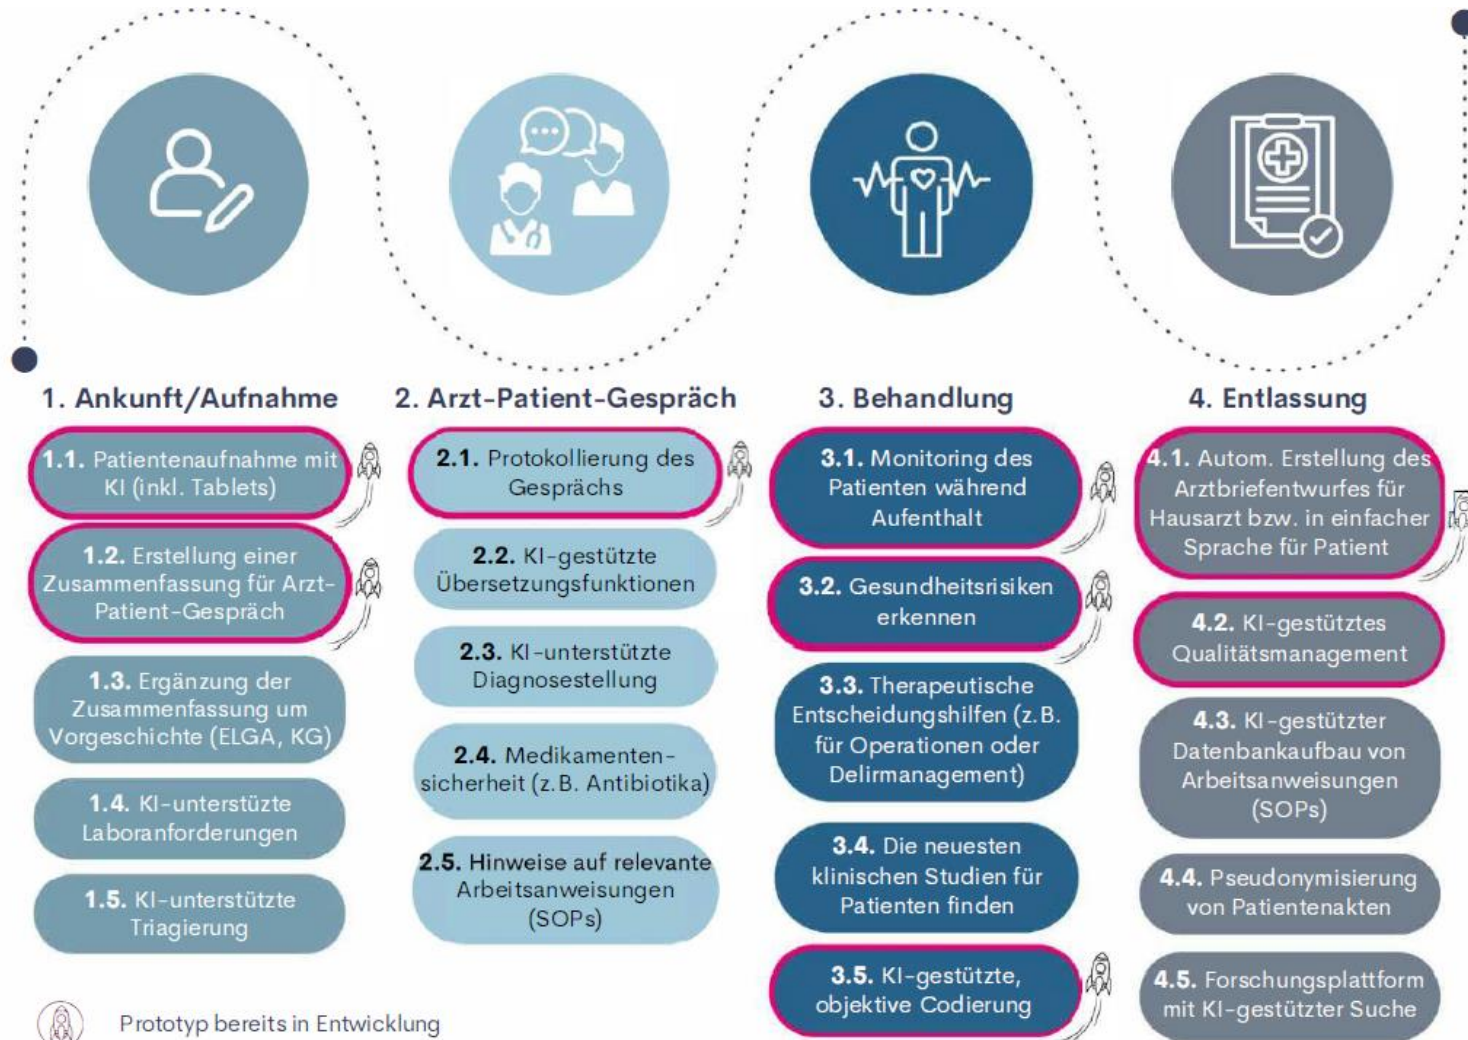 1. Ankunft/Aufnahme
1.1. Patientenaufnahme mit
KI (inkl. Tablets)
1.2. Erstellung einer
Zusammenfassung für Arzt-
Patient-Gespräch
1.3. Ergänzung der
Zusammenfassung um
Vorgeschichte (ELGA, KG)
1.4. KI-unterstüzte
Laboranforderungen
1.5. KI-unterstützte
Triagierung
2. Arzt-Patient-Gespräch
2.1. Protokollierung des
Gesprächs
2.2. KI-gestützte
Übersetzungsfunktionen
2.3. KI-unterstützte
Diagnosestellung
2.4. Medikamenten-
sicherheit (z.B. Antibiotika)
2.5. Hinweise auf relevante
Arbeitsanweisungen
(SOPs)
3. Behandlung
3.1. Monitoring des
Patienten während
Aufenthalt
3.2. Gesundheitsrisiken
erkennen
3.3. Therapeutische
Entscheidungshilfen (z.B.
für Operationen oder
Delirmanagement)
3.4. Die neuesten
klinischen Studien für
Patienten finden
3.5. KI-gestützte,
objektive Codierung
4. Entlassung
4.1. Autom. Erstellung des
Arztbriefentwurfes für
Hausarzt bzw. in einfacher
Sprache für Patient
4.2. KI-gestütztes
Qualitätsmanagement
4.3. KI-gestützter
Datenbankaufbau von
Arbeitsanweisungen
(SOPs)
4.4. Pseudonymisierung
von Patientenakten
4.5. Forschungsplattform
mit KI-gestützter Suche
Prototyp bereits in Entwicklung